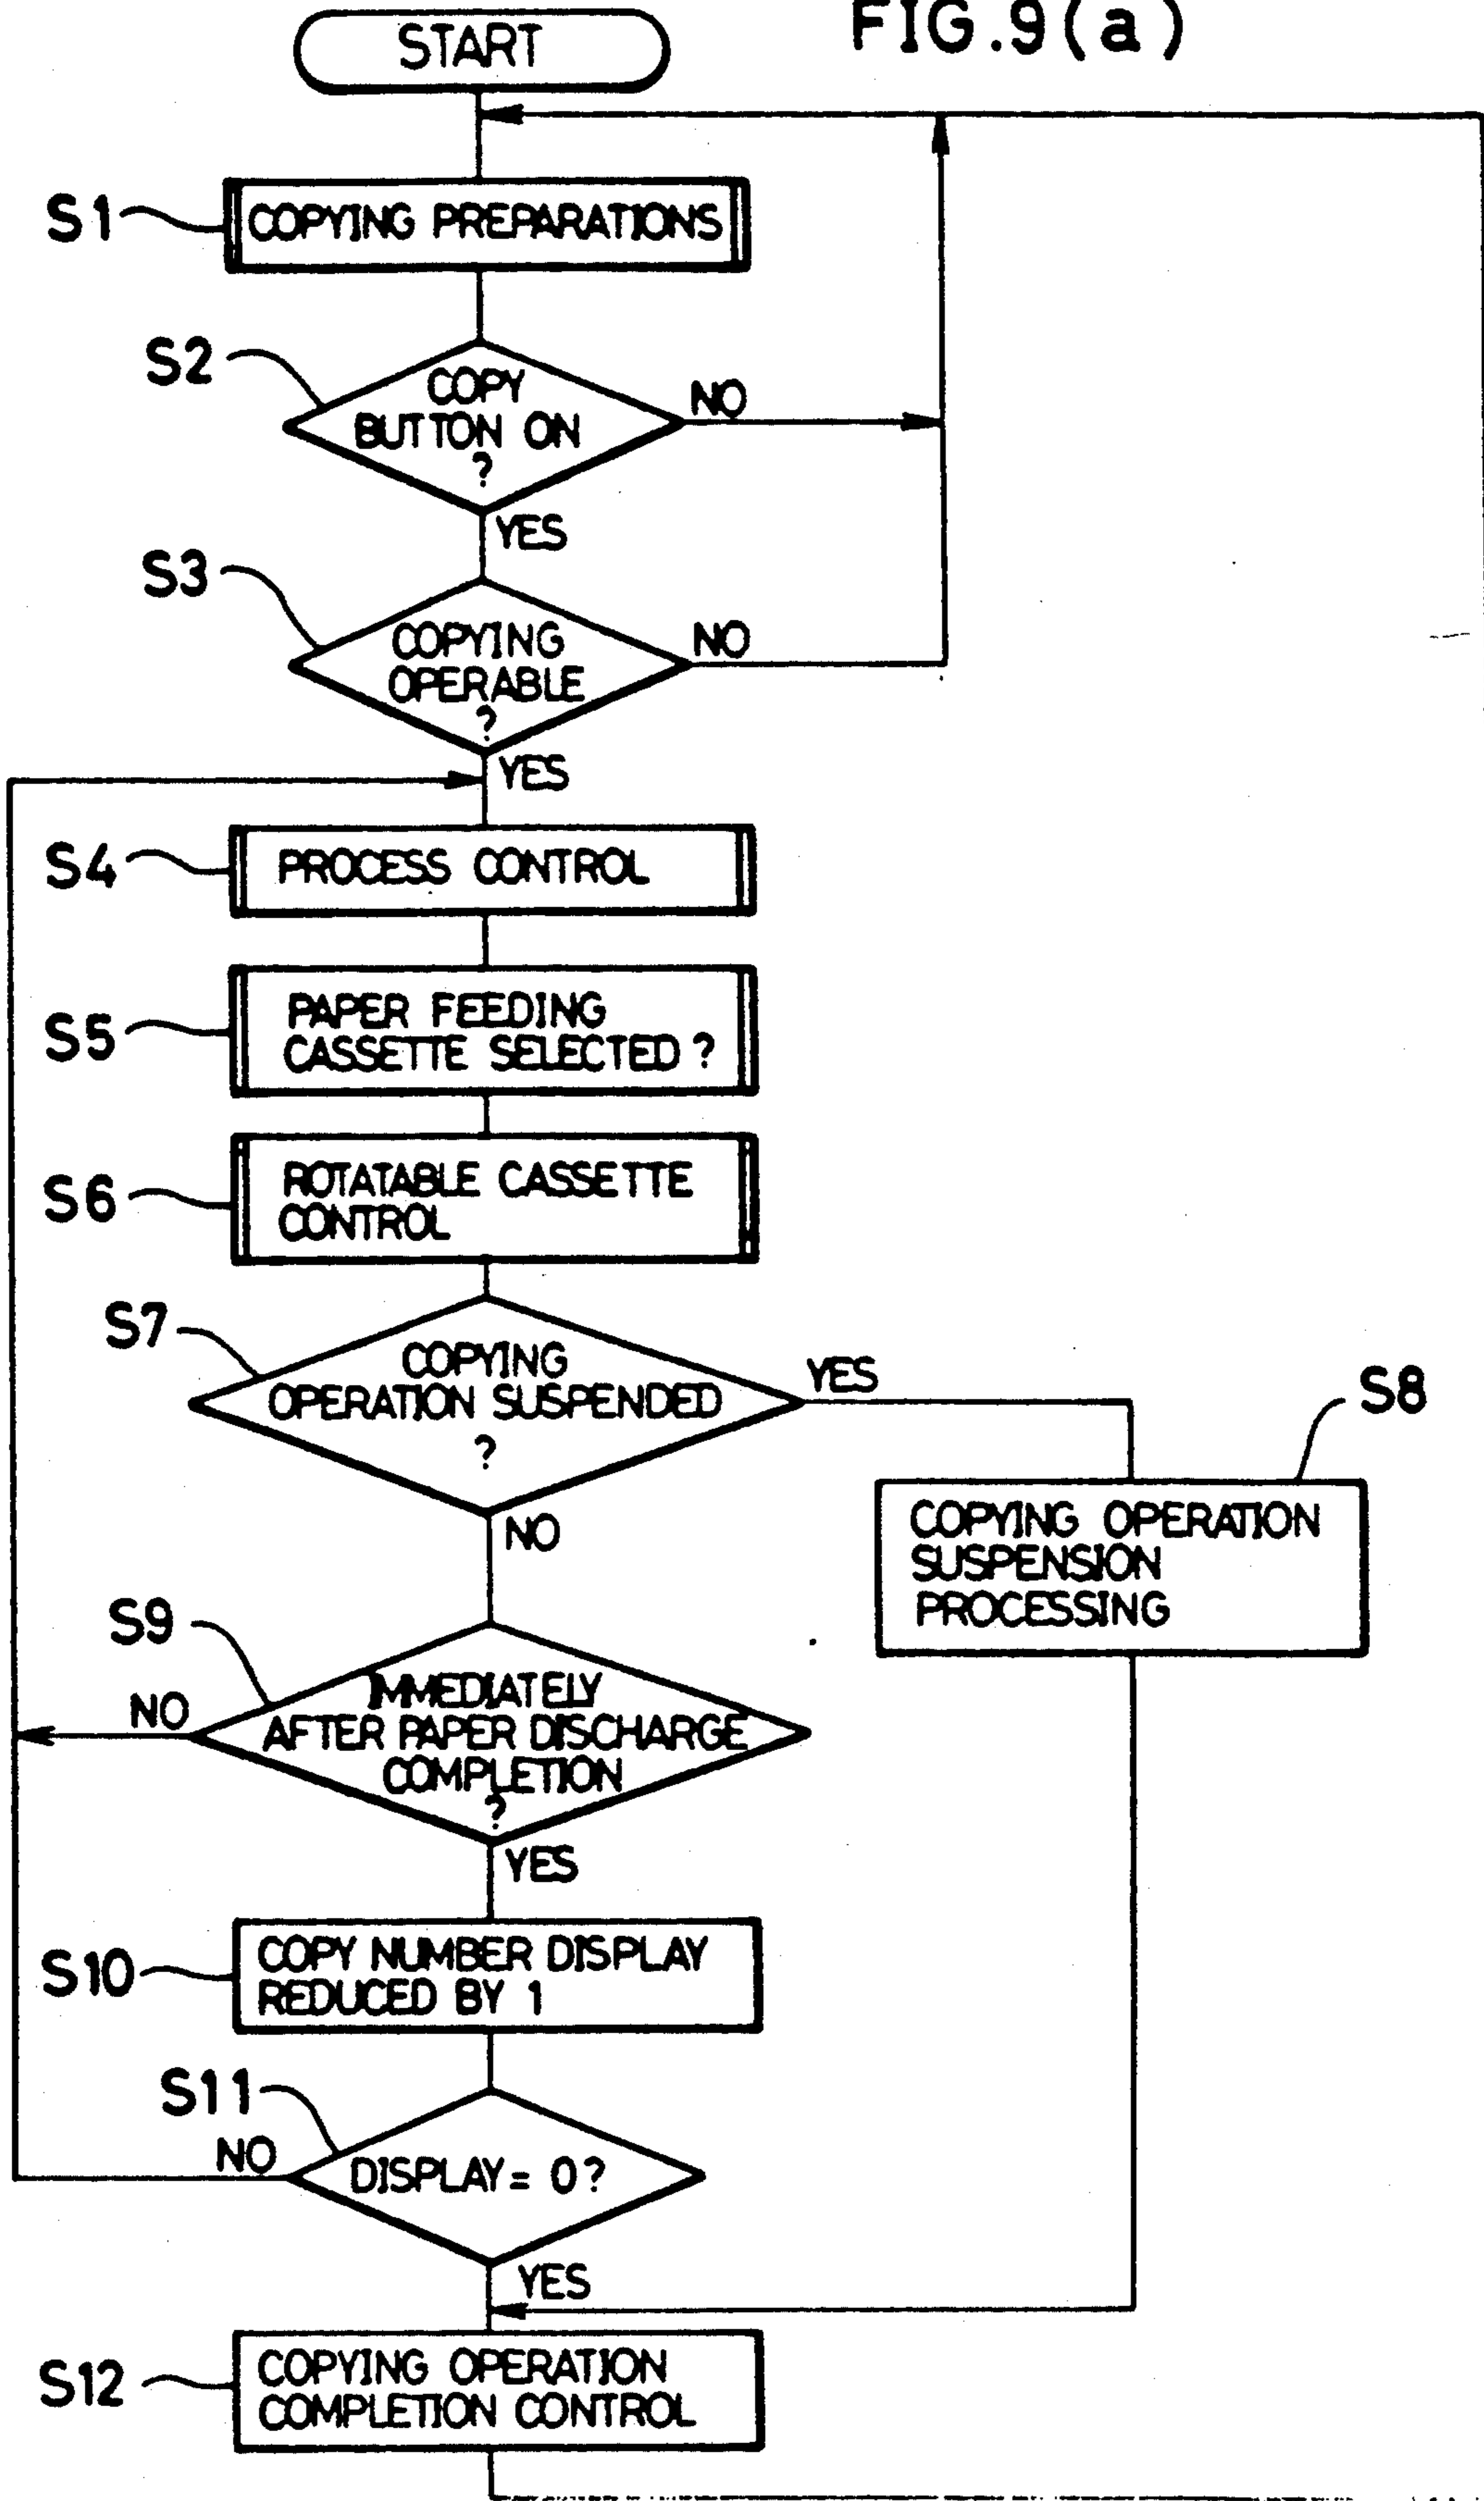 FIG.9(a)
START
S1
COPYING PREPARATIONS
S2
COPY
BUTTON ON
?
NO
YES
S3
COPYING
OPERABLE
?
NO
YES
S4
PROCESS CONTROL
S5
PAPER FEEDING
CASSETTE SELECTED ?
S6
ROTATABLE CASSETTE
CONTROL
S7
COPYING
OPERATION SUSPENDED
?
YES
NO
S8
COPYING OPERATION
SUSPENSION
PROCESSING
S9
IMMEDIATELY
AFTER PAPER DISCHARGE
COMPLETION
?
NO
YES
S10
COPY NUMBER DISPLAY
REDUCED BY 1
S11
DISPLAY = 0 ?
NO
YES
S12
COPYING OPERATION
COMPLETION CONTROL